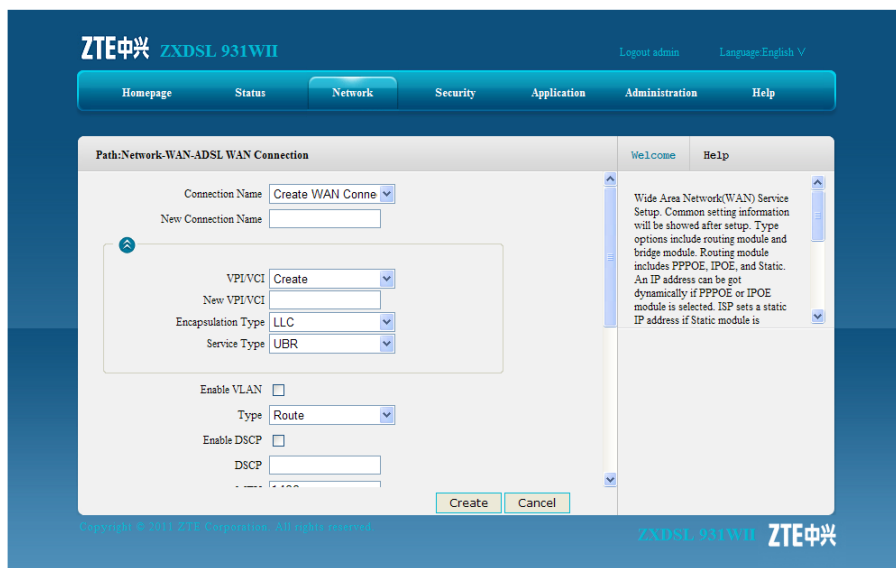 ZTE中兴 ZXDSL 931WII
Logout admin Language:English
Homepage Status Network Security Application Administration Help
Path:Network-WAN-ADSL WAN Connection
Welcome Help
Connection Name Create WAN Conne
New Connection Name
VPI/VCI Create
New VPI/VCI
Encapsulation Type LLC
Service Type UBR
Enable VLAN
Type Route
Enable DSCP
DSCP
Create Cancel
Wide Area Network(WAN) Service
Setup. Common setting information
will be showed after setup. Type
options include routing module and
bridge module. Routing module
includes PPPOE, IPOE, and Static.
An IP address can be got
dynamically if PPPOE or IPOE
module is selected. ISP sets a static
IP address if Static module is
Copyright © 2011 ZTE Corporation. All rights reserved.
ZXDSL 931WII ZTE中兴